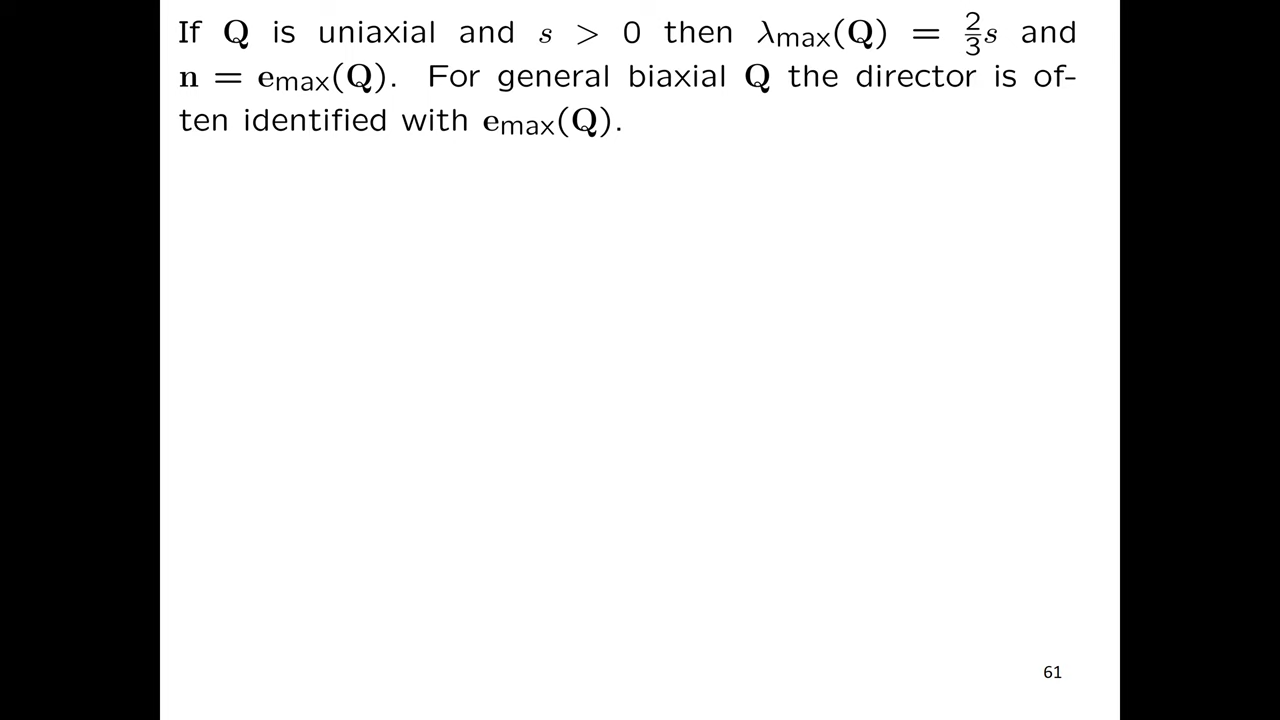 If Q is uniaxial and s > 0 then λmax(Q) = 2/3 s and
n = emax(Q). For general biaxial Q the director is of-
ten identified with emax(Q).
61